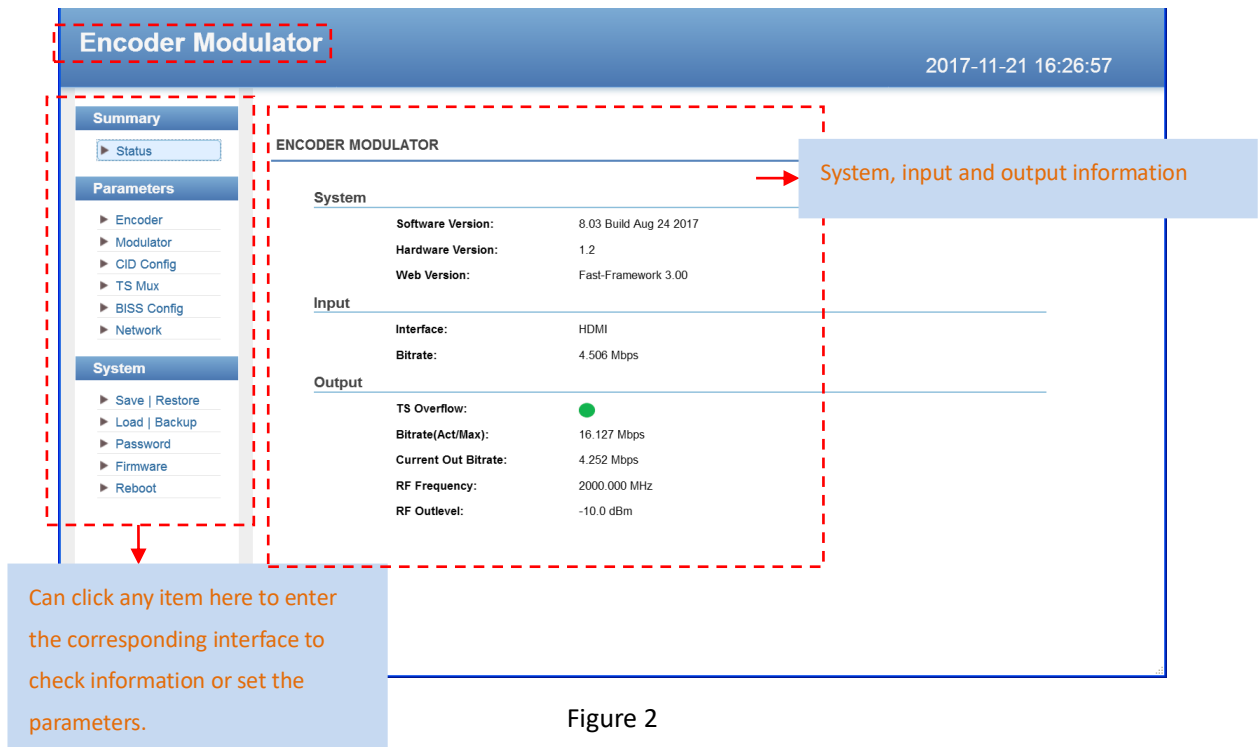 Encoder Modulator
2017-11-21 16:26:57
Summary
Status
Parameters
Encoder
Modulator
CID Config
TS Mux
BISS Config
Network
System
Save | Restore
Load | Backup
Password
Firmware
Reboot
ENCODER MODULATOR
System, input and output information
System
Software Version: 8.03 Build Aug 24 2017
Hardware Version: 1.2
Web Version: Fast-Framework 3.00
Input
Interface: HDMI
Bitrate: 4.506 Mbps
Output
TS Overflow:
Bitrate(Act/Max): 16.127 Mbps
Current Out Bitrate: 4.252 Mbps
RF Frequency: 2000.000 MHz
RF Outlevel: -10.0 dBm
Can click any item here to enter
the corresponding interface to
check information or set the
parameters.
Figure 2